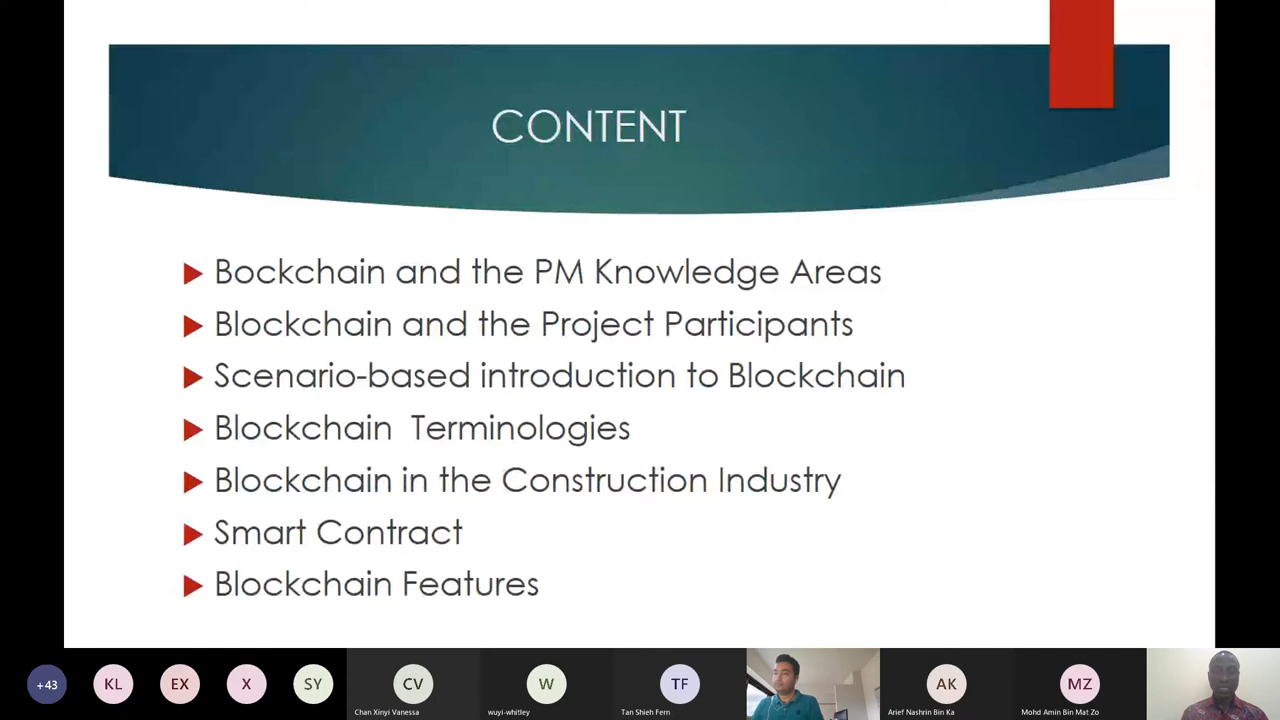 CONTENT
Bockchain and the PM Knowledge Areas
Blockchain and the Project Participants
Scenario-based introduction to Blockchain
Blockchain Terminologies
Blockchain in the Construction Industry
Smart Contract
Blockchain Features
+43
KL
EX
X
SY
CV
W
TF
AK
MZ
Chan Xinyi Vanessa
wuyi-whitley
Tan Shieh Fern
Arief Nashrin Bin Ka
Mohd Amin Bin Mat Zo